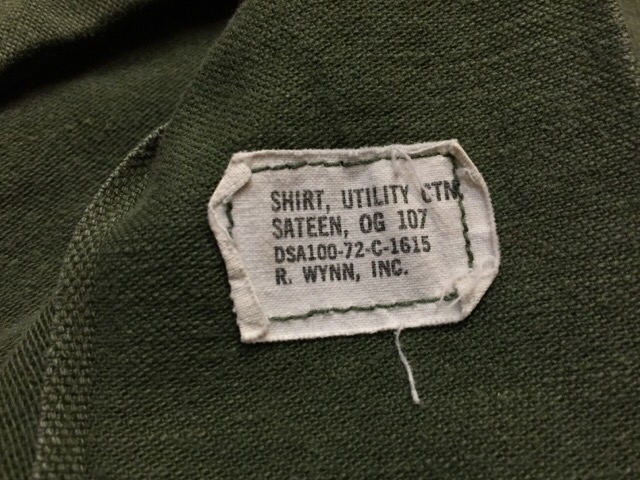 SHIRT, UTILITY CTN.
SATEEN, OG 107
DSA100-72-C-1615
R. WYNN, INC.